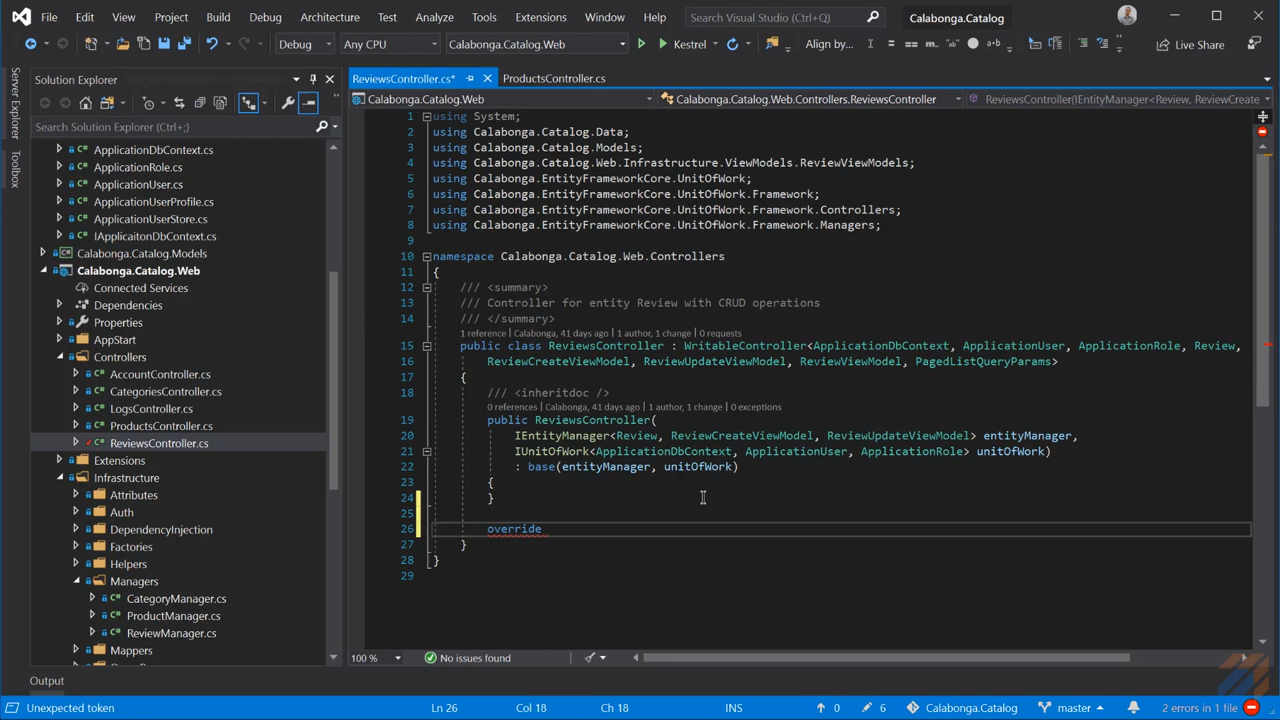 File Edit View Project Build Debug Architecture Test Analyze Tools Extensions Window Help Search Visual Studio (Ctrl+Q) Calabonga.Catalog
Debug Any CPU Calabonga.Catalog.Web Kestrel Align by... Live Share
Server Explorer
Toolbox
Solution Explorer
Search Solution Explorer (Ctrl+;)
ApplicationDbContext.cs
ApplicationRole.cs
ApplicationUser.cs
ApplicationUserProfile.cs
ApplicationUserStore.cs
IApplicaitonDbContext.cs
Calabonga.Catalog.Models
Calabonga.Catalog.Web
Connected Services
Dependencies
Properties
AppStart
Controllers
AccountController.cs
CategoriesController.cs
LogsController.cs
ProductsController.cs
ReviewsController.cs
Extensions
Infrastructure
Attributes
Auth
DependencyInjection
Factories
Helpers
Managers
CategoryManager.cs
ProductManager.cs
ReviewManager.cs
Mappers
ReviewsController.cs* ProductsController.cs
Calabonga.Catalog.Web Calabonga.Catalog.Web.Controllers.ReviewsController ReviewsController(IEntityManager<Review, ReviewCreate
1 using System;
2 using Calabonga.Catalog.Data;
3 using Calabonga.Catalog.Models;
4 using Calabonga.Catalog.Web.Infrastructure.ViewModels.ReviewViewModels;
5 using Calabonga.EntityFrameworkCore.UnitOfWork;
6 using Calabonga.EntityFrameworkCore.UnitOfWork.Framework;
7 using Calabonga.EntityFrameworkCore.UnitOfWork.Framework.Controllers;
8 using Calabonga.EntityFrameworkCore.UnitOfWork.Framework.Managers;
9
10 namespace Calabonga.Catalog.Web.Controllers
11 {
12 /// <summary>
13 /// Controller for entity Review with CRUD operations
14 /// </summary>
1 reference | Calabonga, 41 days ago | 1 author, 1 change | 0 requests
15 public class ReviewsController : WritableController<ApplicationDbContext, ApplicationUser, ApplicationRole, Review,
16 ReviewCreateViewModel, ReviewUpdateViewModel, ReviewViewModel, PagedListQueryParams>
17 {
18 /// <inheritdoc />
0 references | Calabonga, 41 days ago | 1 author, 1 change | 0 exceptions
19 public ReviewsController(
20 IEntityManager<Review, ReviewCreateViewModel, ReviewUpdateViewModel> entityManager,
21 IUnitOfWork<ApplicationDbContext, ApplicationUser, ApplicationRole> unitOfWork)
22 : base(entityManager, unitOfWork)
23 {
24 }
25
26 override
27 }
28 }
29
100 % No issues found
Output
Unexpected token Ln 26 Col 18 Ch 18 INS 0 6 Calabonga.Catalog master 2 errors in 1 file